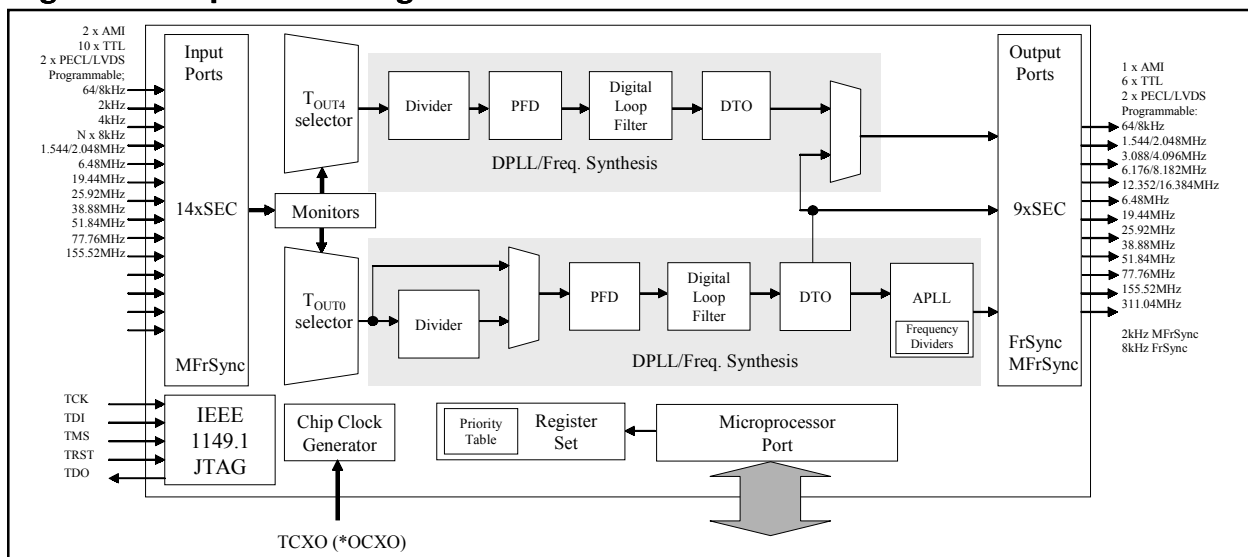 2 x AMI
10 x TTL
2 x PECL/LVDS
Programmable;
64/8kHz
2kHz
4kHz
N x 8kHz
1.544/2.048MHz
6.48MHz
19.44MHz
25.92MHz
38.88MHz
51.84MHz
77.76MHz
155.52MHz
Input
Ports
14xSEC
MFrSync
TOUT4
selector
Monitors
TOUT0
selector
Divider
PFD
Digital
Loop
Filter
DTO
DPLL/Freq. Synthesis
Divider
PFD
Digital
Loop
Filter
DTO
APLL
Frequency
Dividers
DPLL/Freq. Synthesis
Output
Ports
9xSEC
FrSync
MFrSync
1 x AMI
6 x TTL
2 x PECL/LVDS
Programmable:
64/8kHz
1.544/2.048MHz
3.088/4.096MHz
6.176/8.182MHz
12.352/16.384MHz
6.48MHz
19.44MHz
25.92MHz
38.88MHz
51.84MHz
77.76MHz
155.52MHz
311.04MHz
2kHz MFrSync
8kHz FrSync
TCK
TDI
TMS
TRST
TDO
IEEE
1149.1
JTAG
Chip Clock
Generator
TCXO (*OCXO)
Priority
Table
Register
Set
Microprocessor
Port